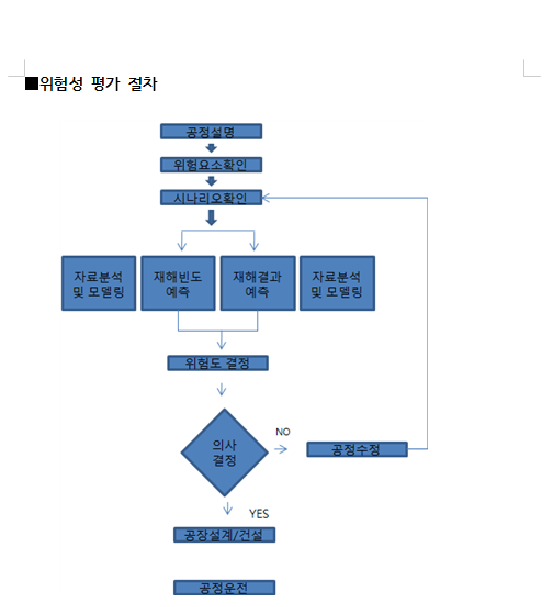 ■위험성 평가 절차
공정설명
위험요소확인
시나리오확인
자료분석
및 모델링
재해빈도
예측
재해결과
예측
자료분석
및 모델링
위험도 결정
의사
결정
NO
공정수정
YES
공장설계/건설
공정운전